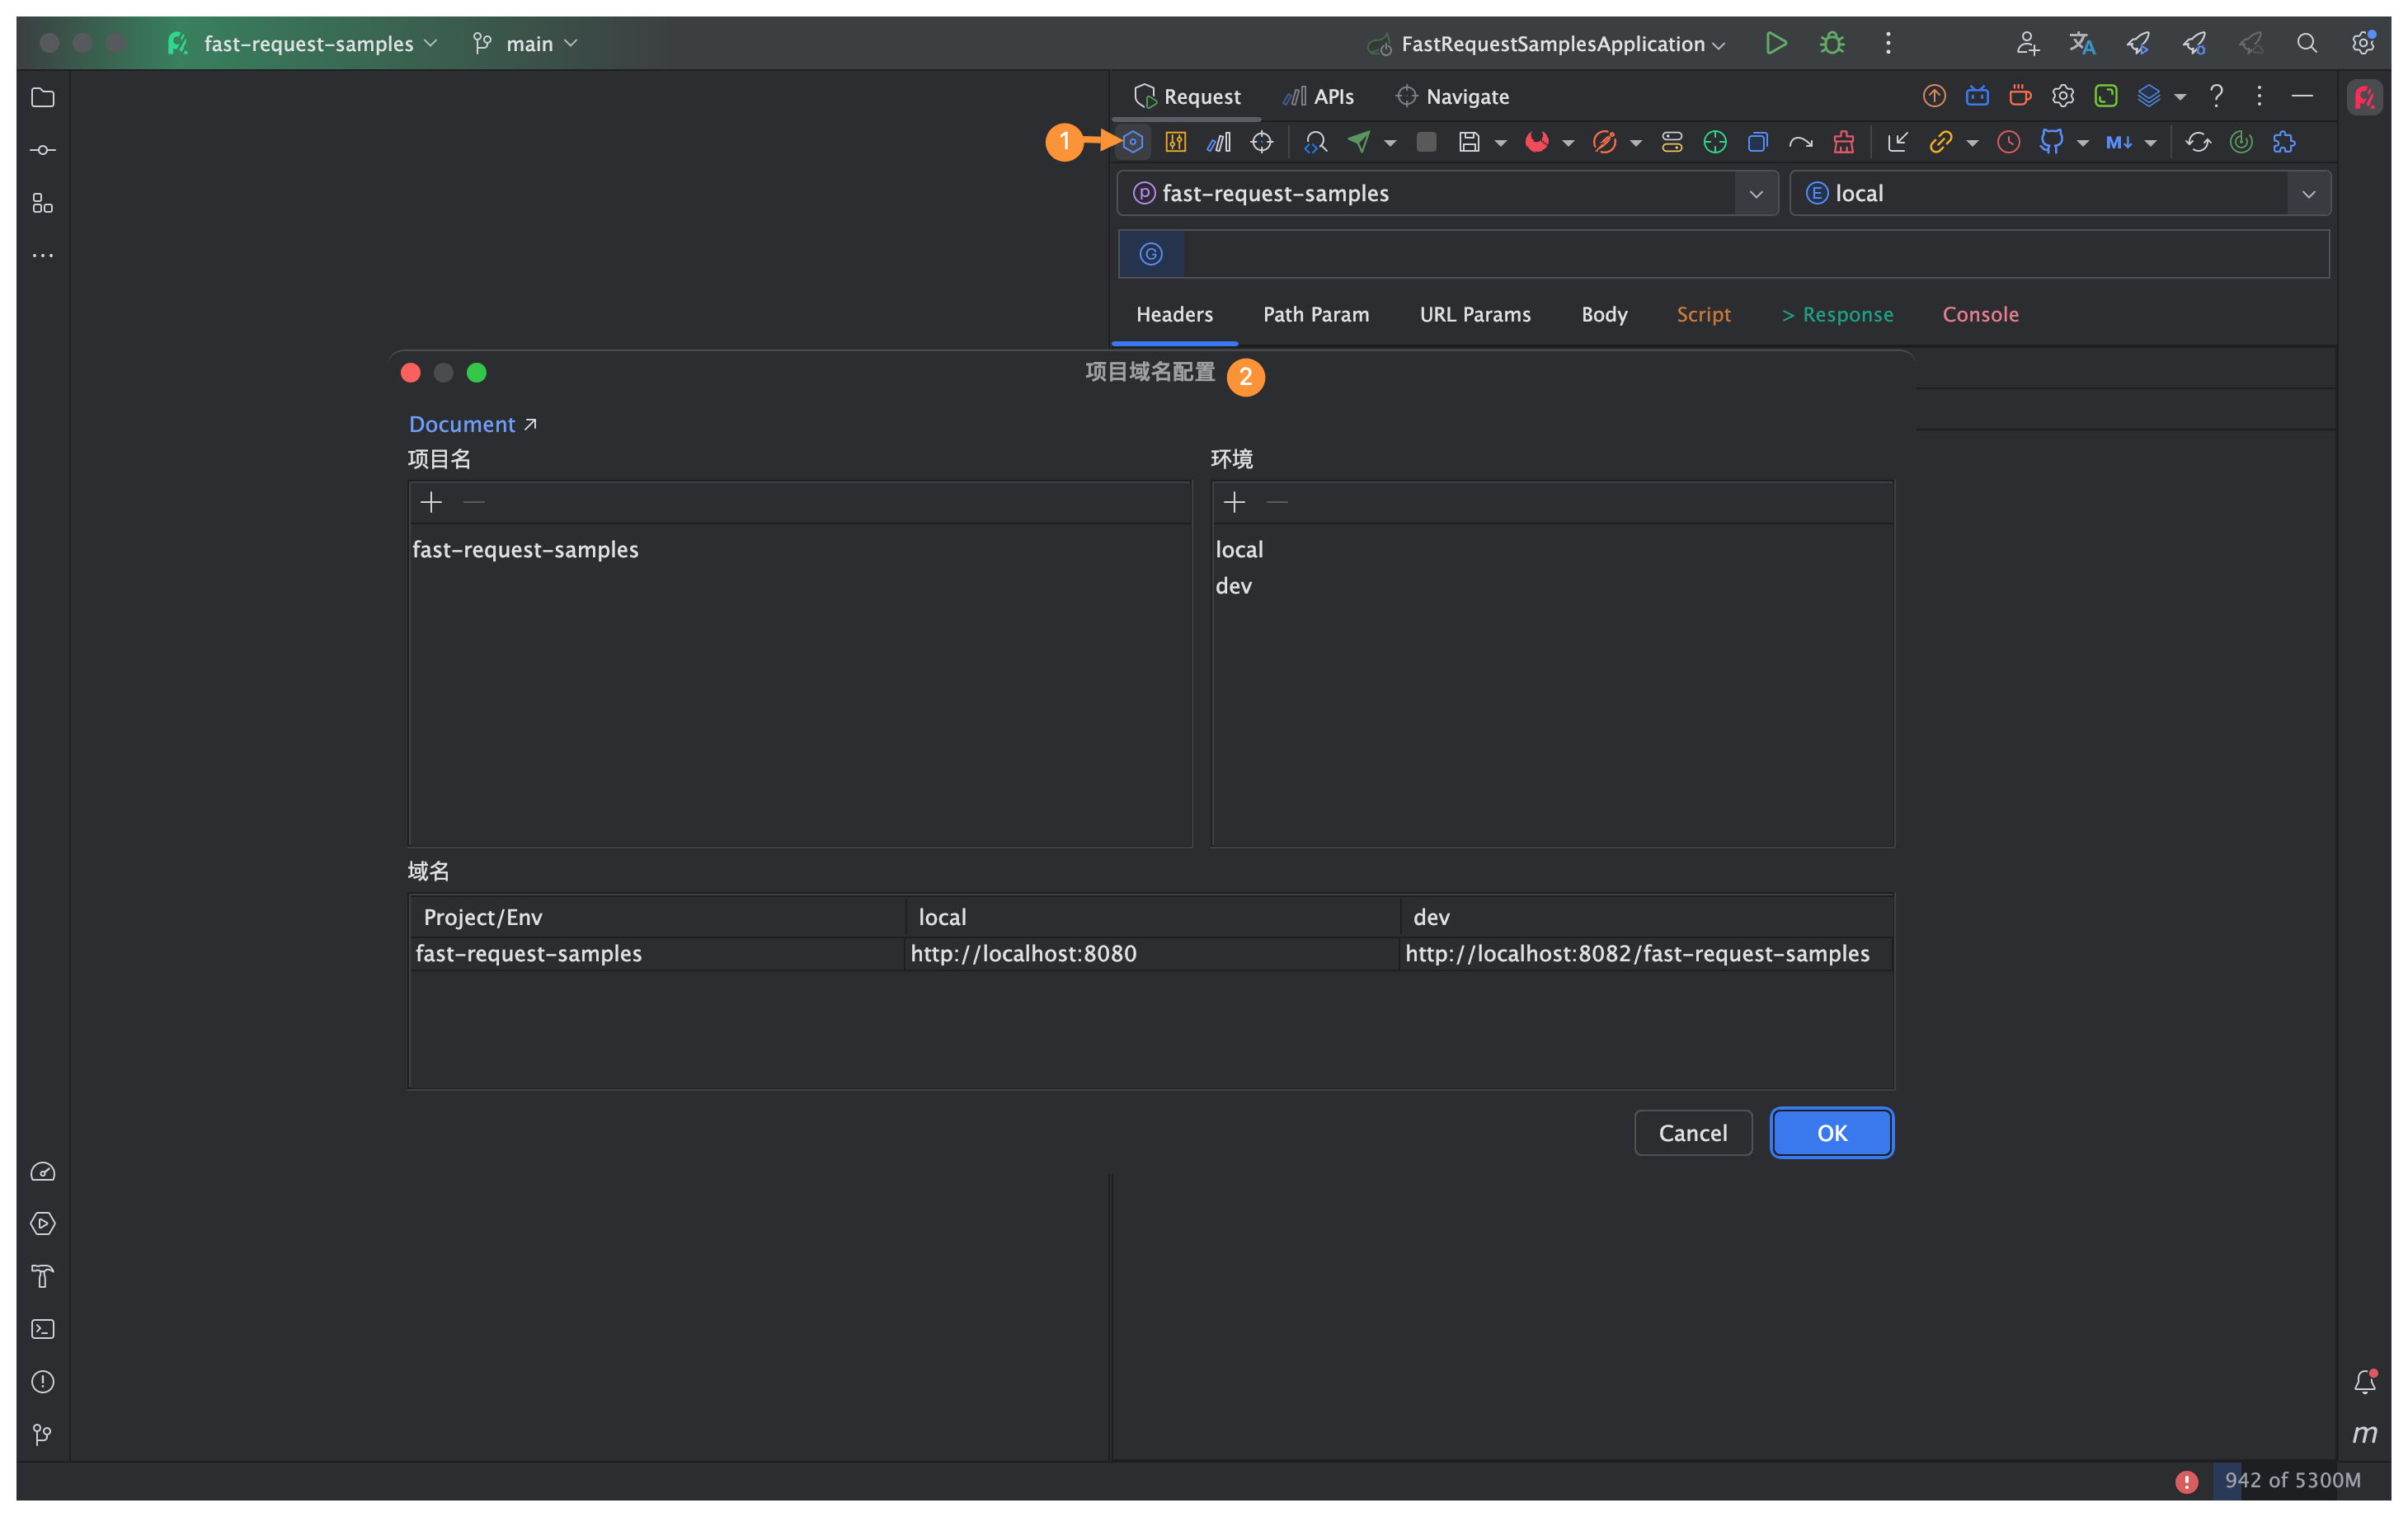 fast-request-samples main FastRequestSamplesApplication
Request APIs Navigate
1
M↓
P fast-request-samples E local
G
Headers Path Param URL Params Body Script > Response Console
项目域名配置 2
Document ↗
项目名 环境
fast-request-samples local
dev
域名
Project/Env local dev
fast-request-samples http://localhost:8080 http://localhost:8082/fast-request-samples
Cancel OK
m
942 of 5300M